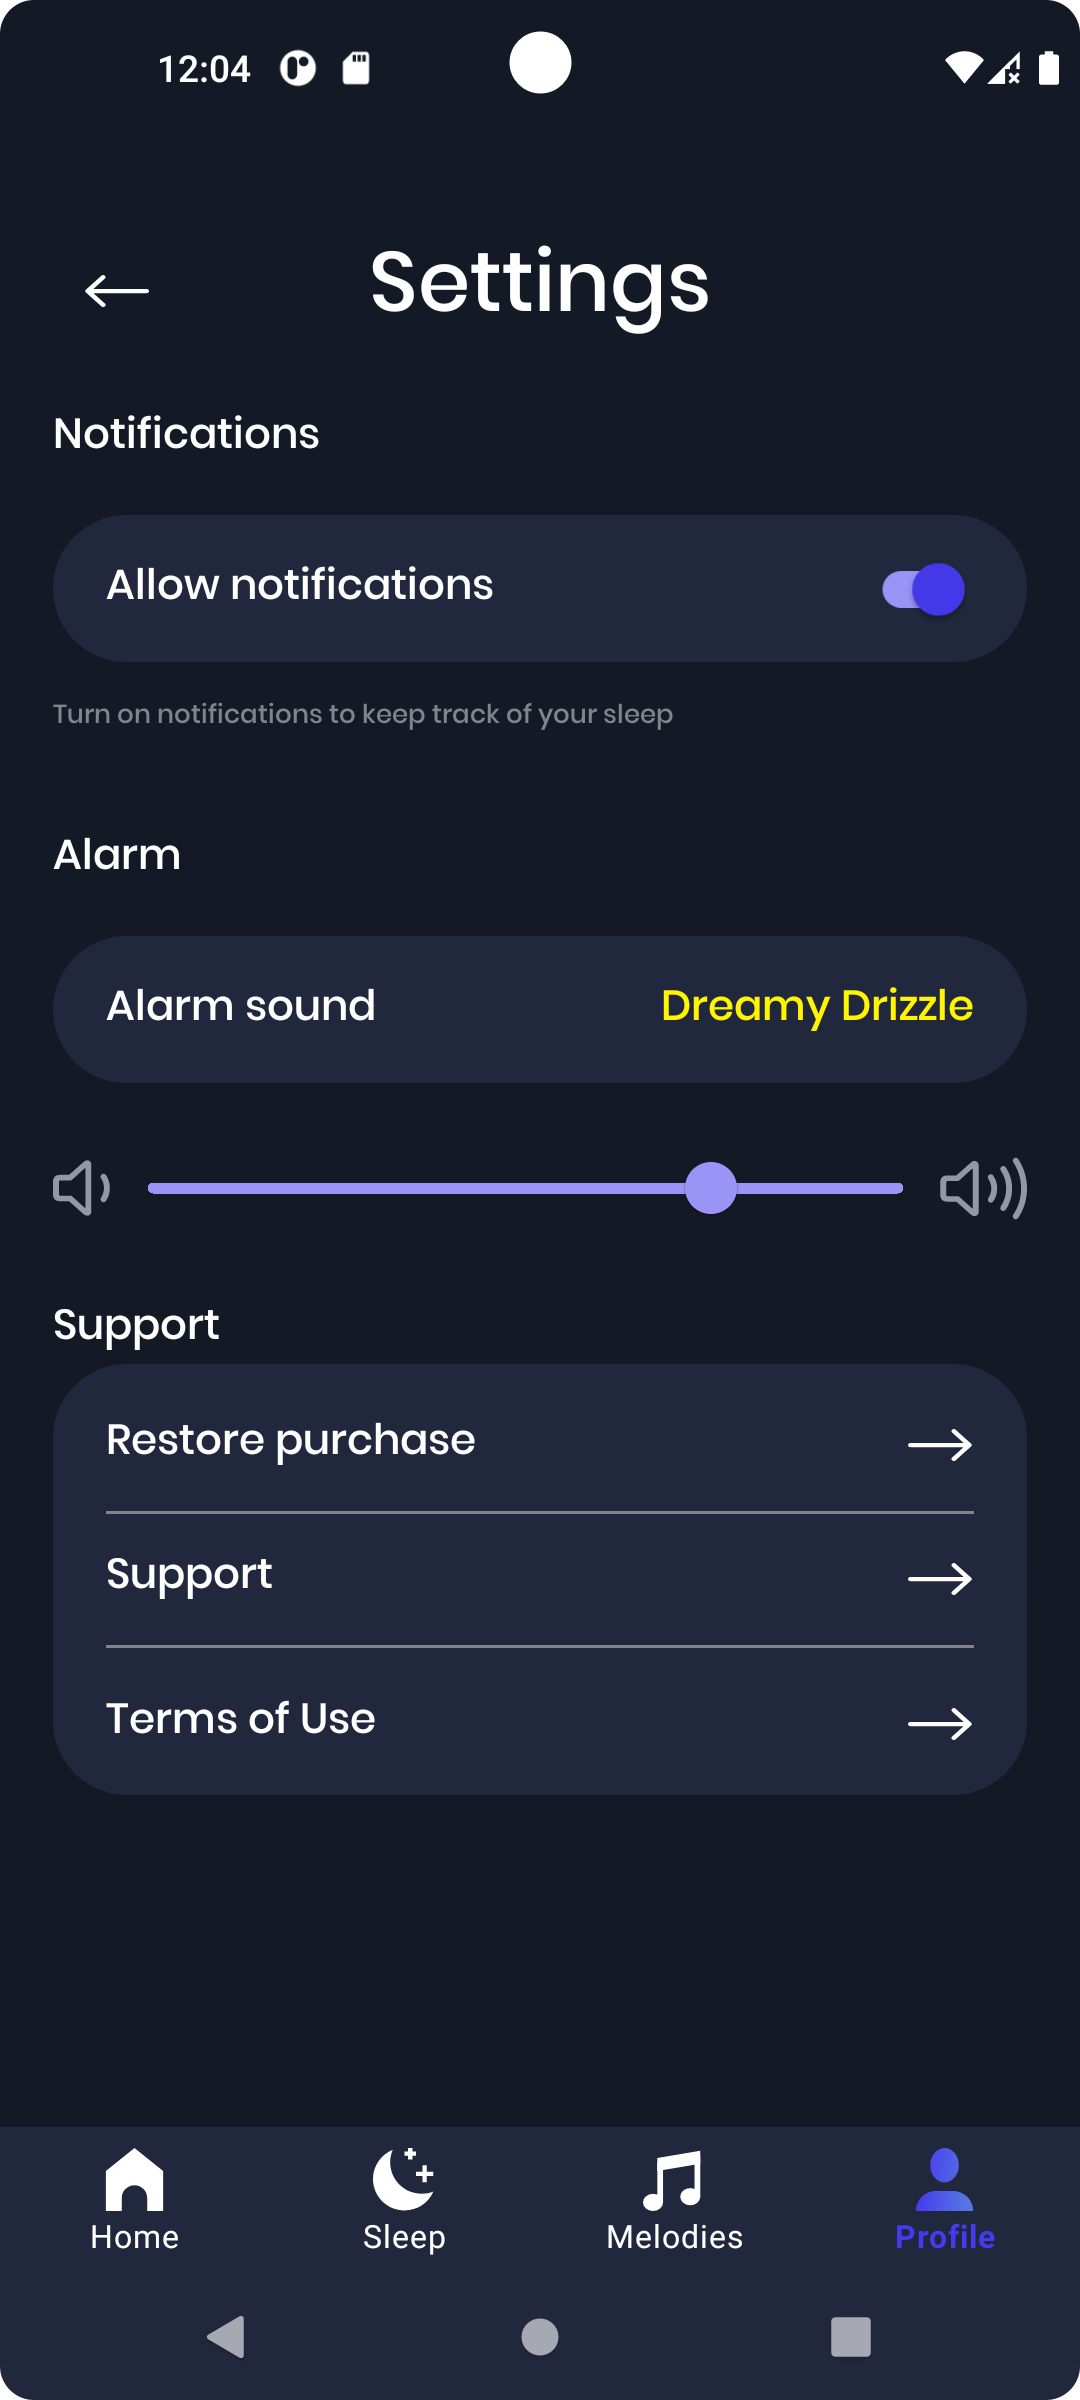 12:04
Settings
Notifications
Allow notifications
Turn on notifications to keep track of your sleep
Alarm
Alarm sound
Dreamy Drizzle
Support
Restore purchase
Support
Terms of Use
Home
Sleep
Melodies
Profile